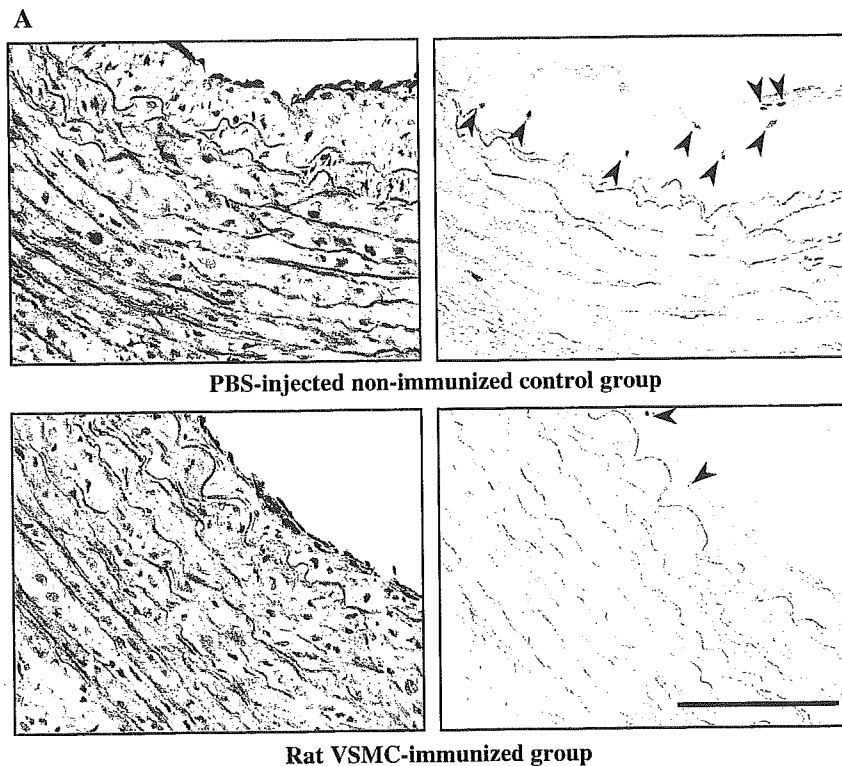 A
PBS-injected non-immunized control group
Rat VSMC-immunized group